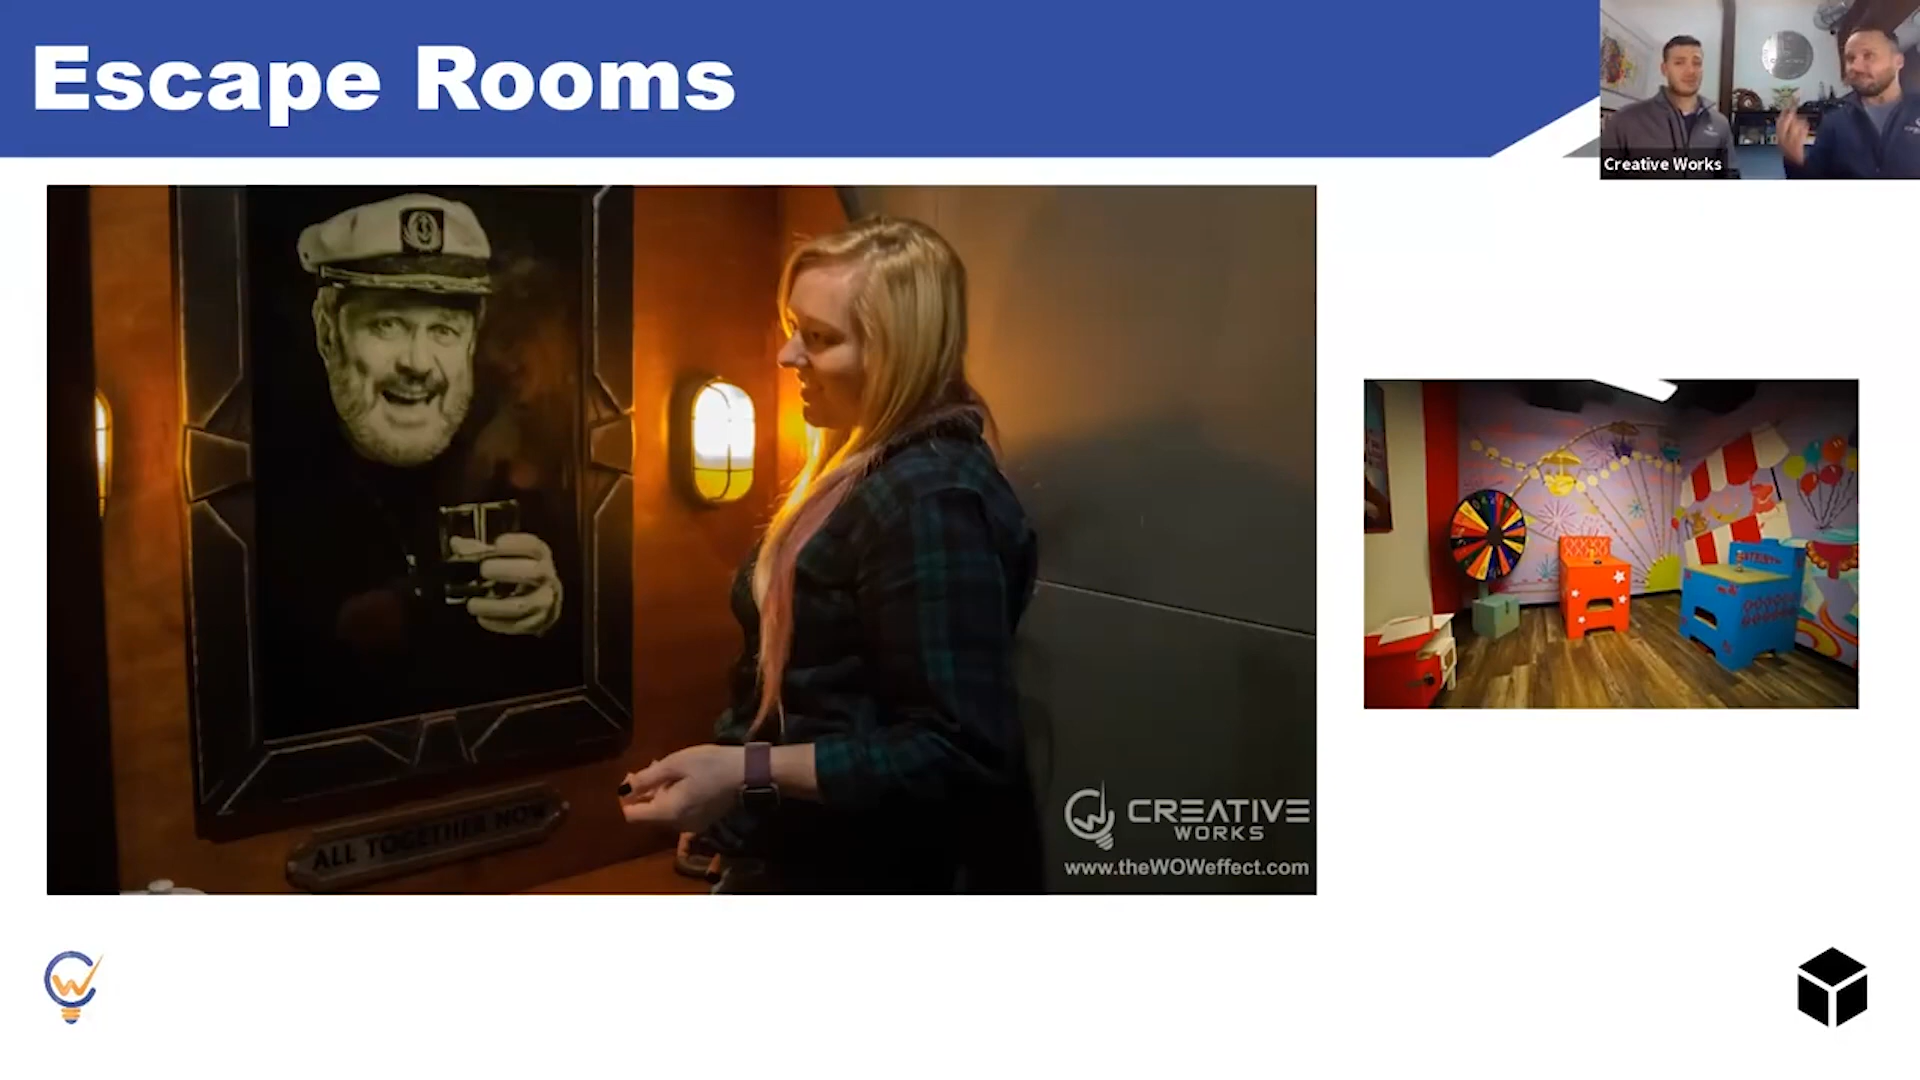 Escape Rooms
Creative Works
ALL TOGETHER NOW
CREATIVE
WORKS
www.theWOWeffect.com